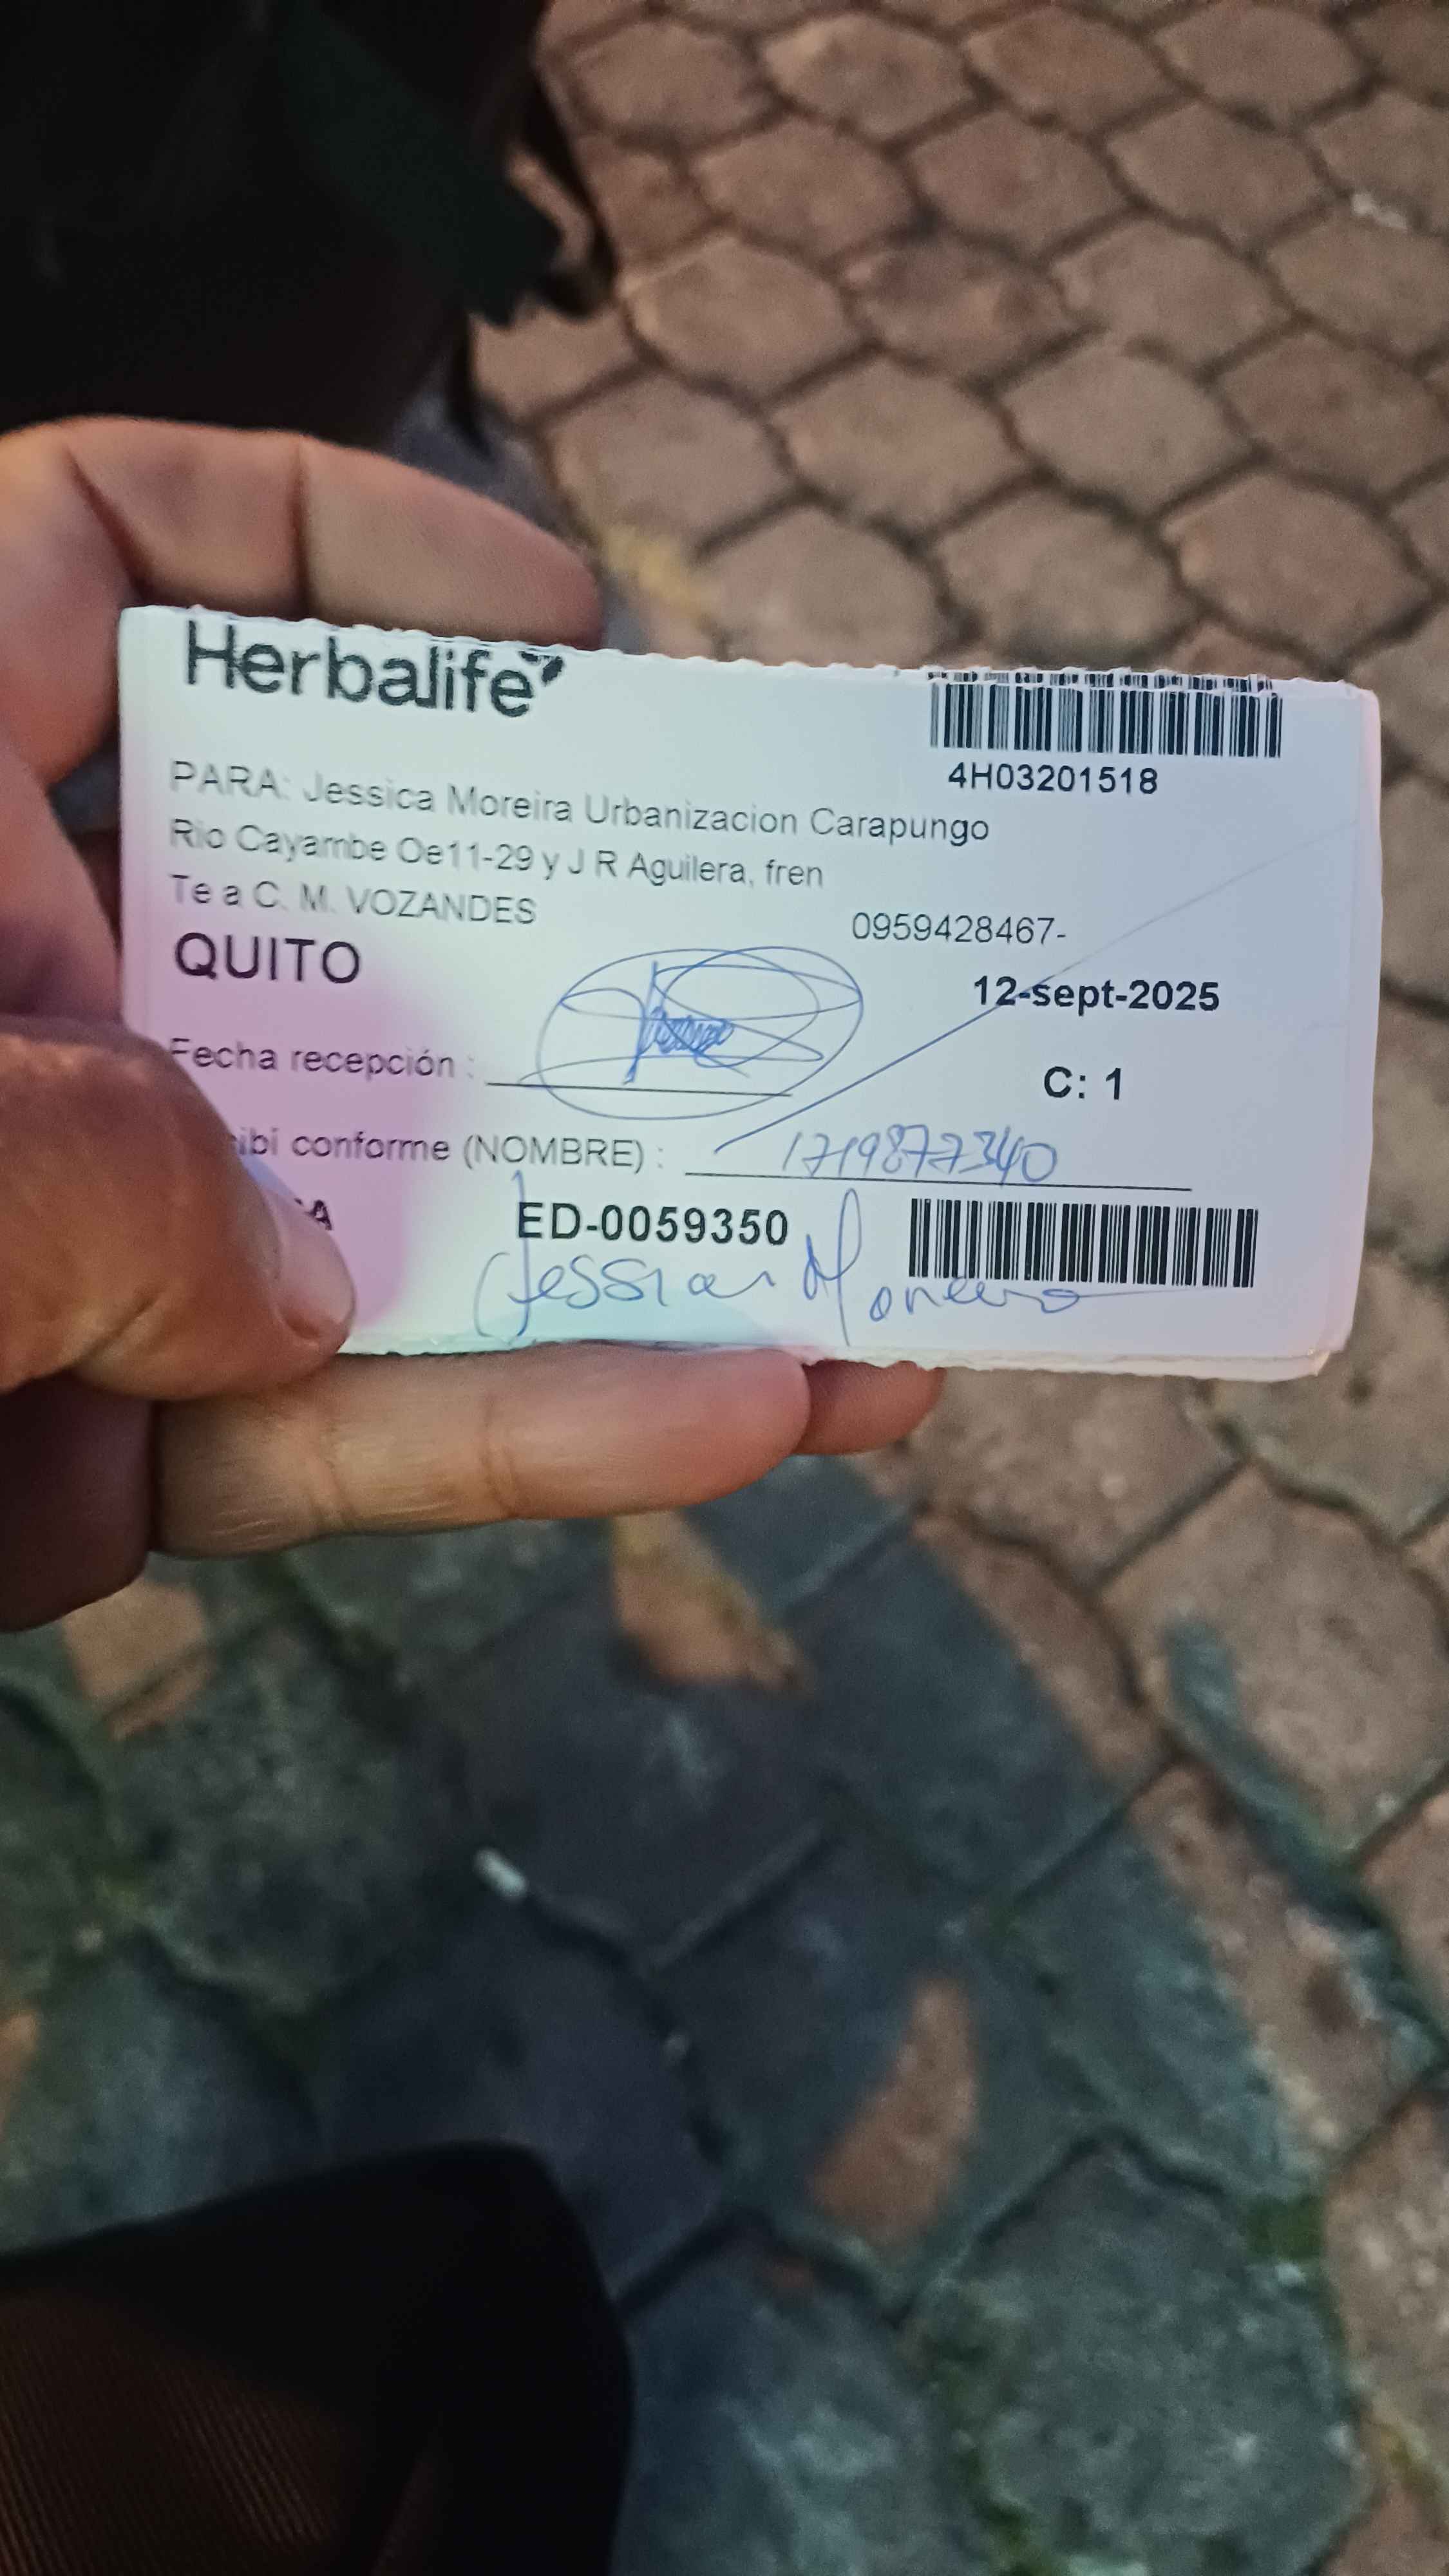 Herbalife
4H03201518
PARA: Jessica Moreira Urbanizacion Carapungo
Rio Cayambe Oe11-29 y J R Aguilera, fren
Te a C. M. VOZANDES
0959428467-
QUITO
12-sept-2025
Fecha recepción :
C: 1
ibí conforme (NOMBRE) : 1719877340
ED-0059350
Jessica Moreira